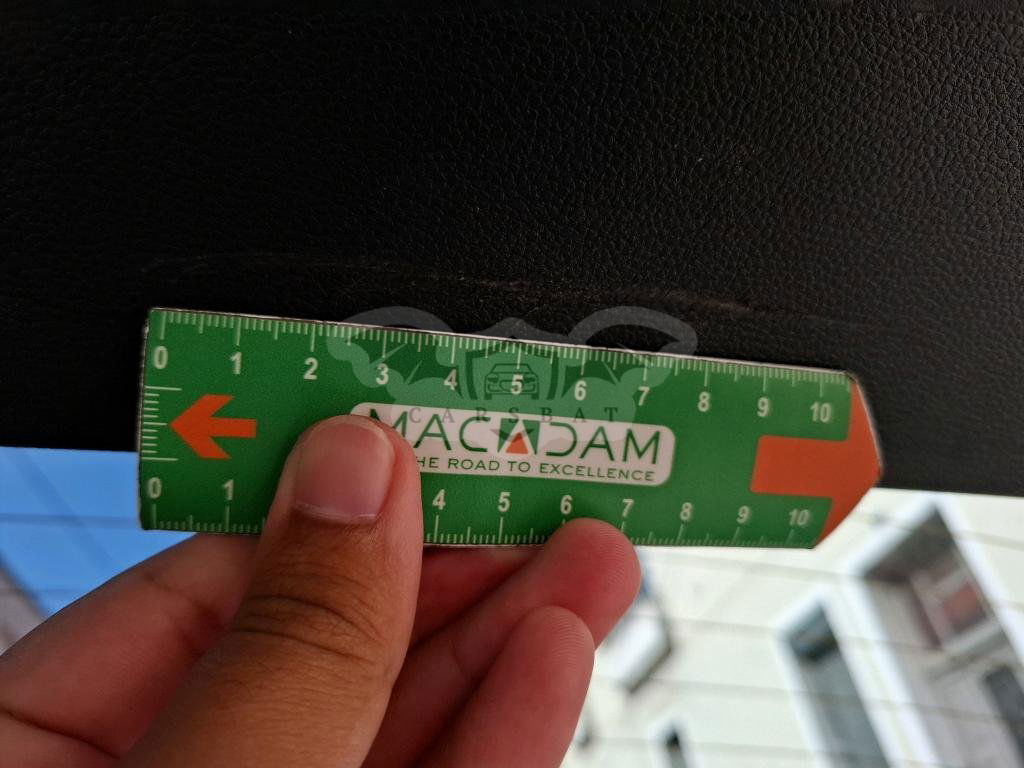 0 1 2 3 4 5 6 7 8 9 10
CARSBAT
MACADAM
HE ROAD TO EXCELLENCE
0 1 4 5 6 7 8 9 10